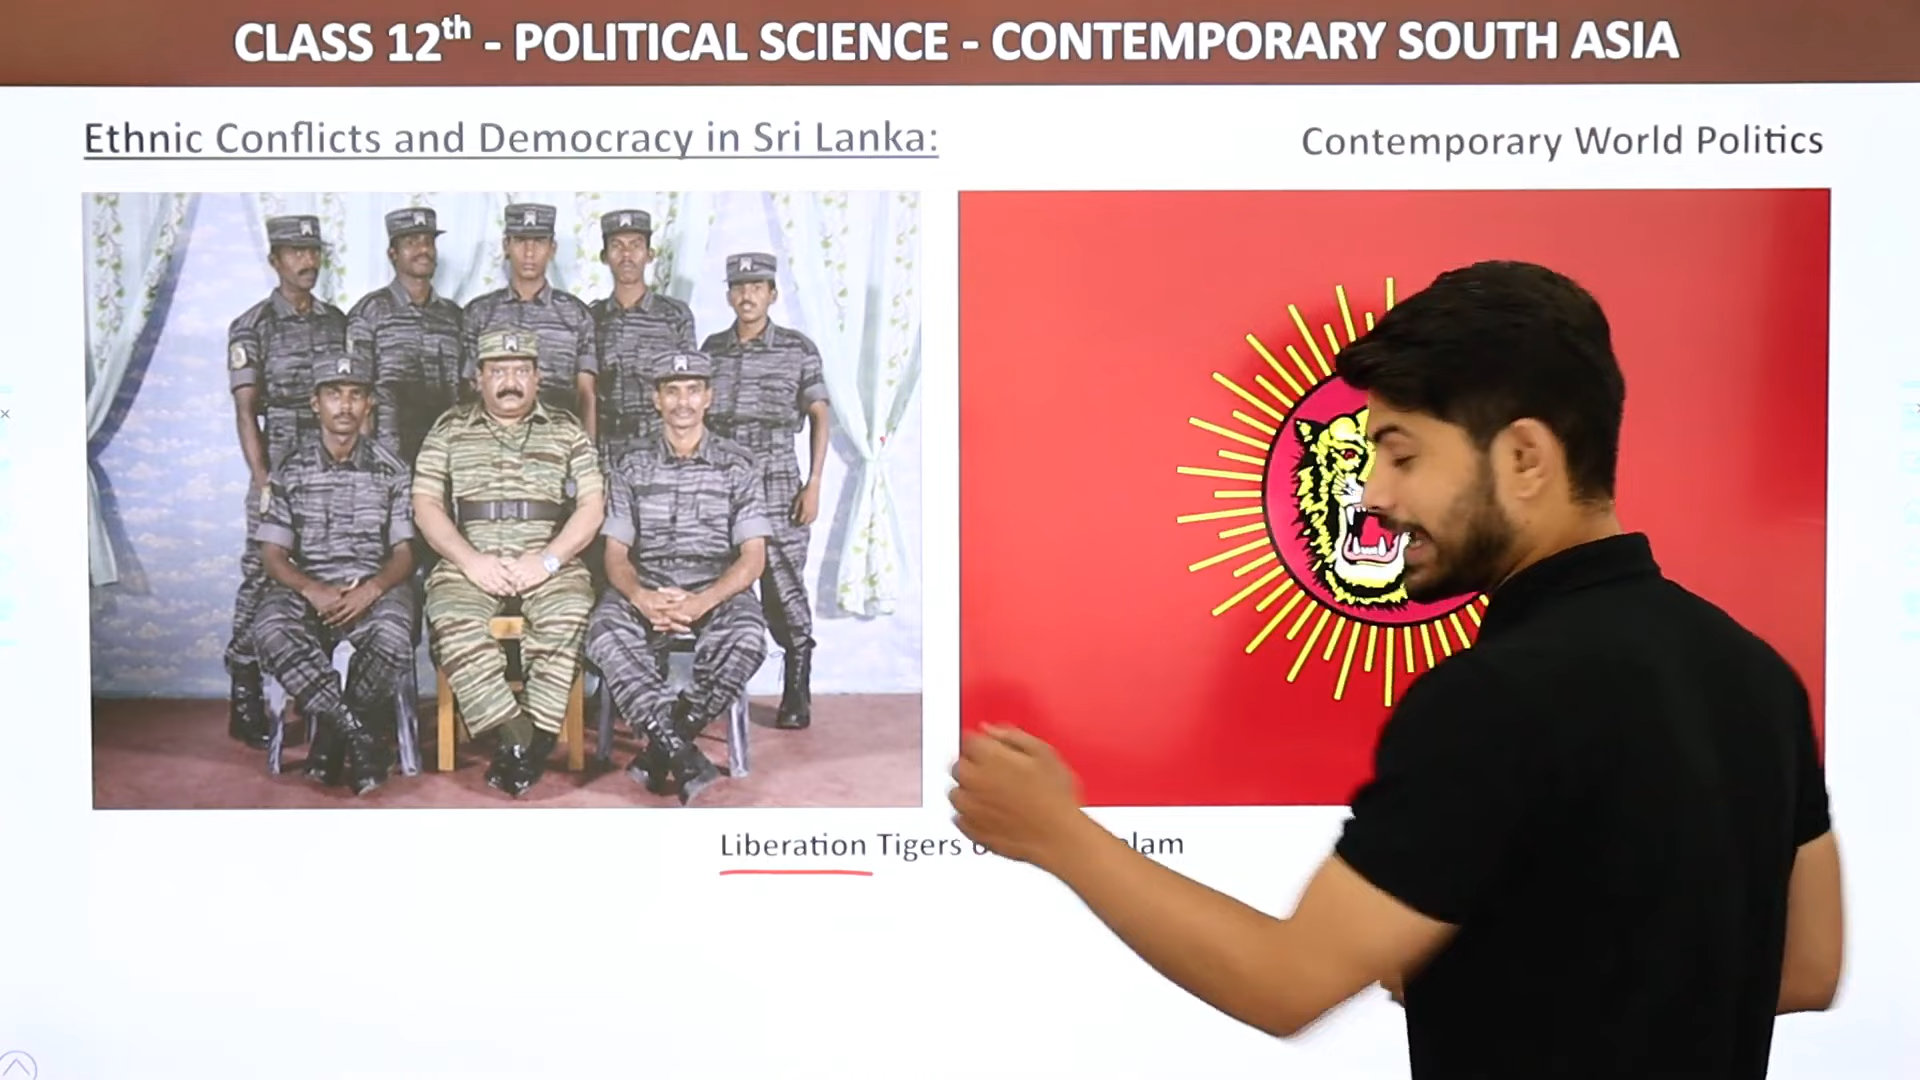 CLASS 12th - POLITICAL SCIENCE - CONTEMPORARY SOUTH ASIA
Ethnic Conflicts and Democracy in Sri Lanka:
Contemporary World Politics
Liberation Tigers